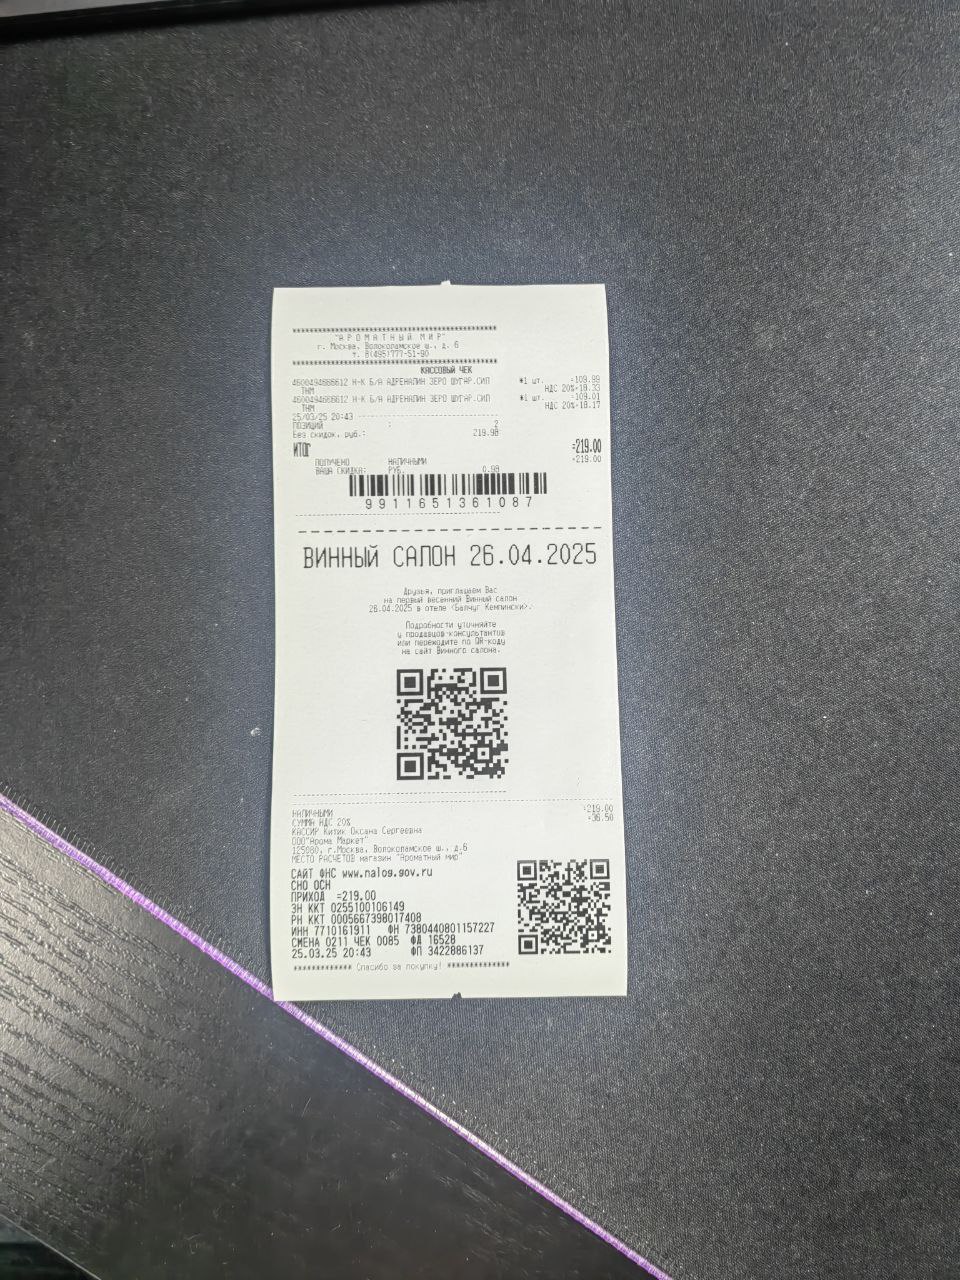 ****************************************
"АРОМАТНЫЙ МИР"
г. Москва, Волоколамское ш., д. 6
т. 8(495)777-51-90
****************************************
КАССОВЫЙ ЧЕК
4600494666612 Н-К Б/А АДРЕНАЛИН ЗЕРО ШУГАР.СИЛ *1 шт. =109.99
ТНМ НДС 20%=18.33
4600494666612 Н-К Б/А АДРЕНАЛИН ЗЕРО ШУГАР.СИЛ *1 шт. =109.01
ТНМ НДС 20%=18.17
25/03/25 20:43
ПОЗИЦИЙ : 2
Без скидок, руб.: 219.98
ИТОГ =219.00
ПОЛУЧЕНО НАЛИЧНЫМИ =219.00
ВАША СКИДКА: РУБ. 0.98
9911651361087
ВИННЫЙ САЛОН 26.04.2025
Друзья, приглашаем Вас
на первый весенний Винный салон
26.04.2025 в отеле <Балчуг Кемпински>.
Подробности уточняйте
у продавцов-консультантов
или переходите по QR-коду
на сайт Винного салона.
НАЛИЧНЫМИ =219.00
СУММА НДС 20% =36.50
КАССИР Китик Оксана Сергеевна
ООО"Арома Маркет"
125080, г.Москва, Волоколамское ш., д.6
МЕСТО РАСЧЕТОВ магазин "Ароматный мир"
САЙТ ФНС www.nalog.gov.ru
СНО ОСН
ПРИХОД =219.00
ЗН ККТ 0255100106149
РН ККТ 0005667398017408
ИНН 7710161911 ФН 7380440801157227
СМЕНА 0211 ЧЕК 0085 ФД 16528
25.03.25 20:43 ФП 3422886137
************ Спасибо за покупку! *************